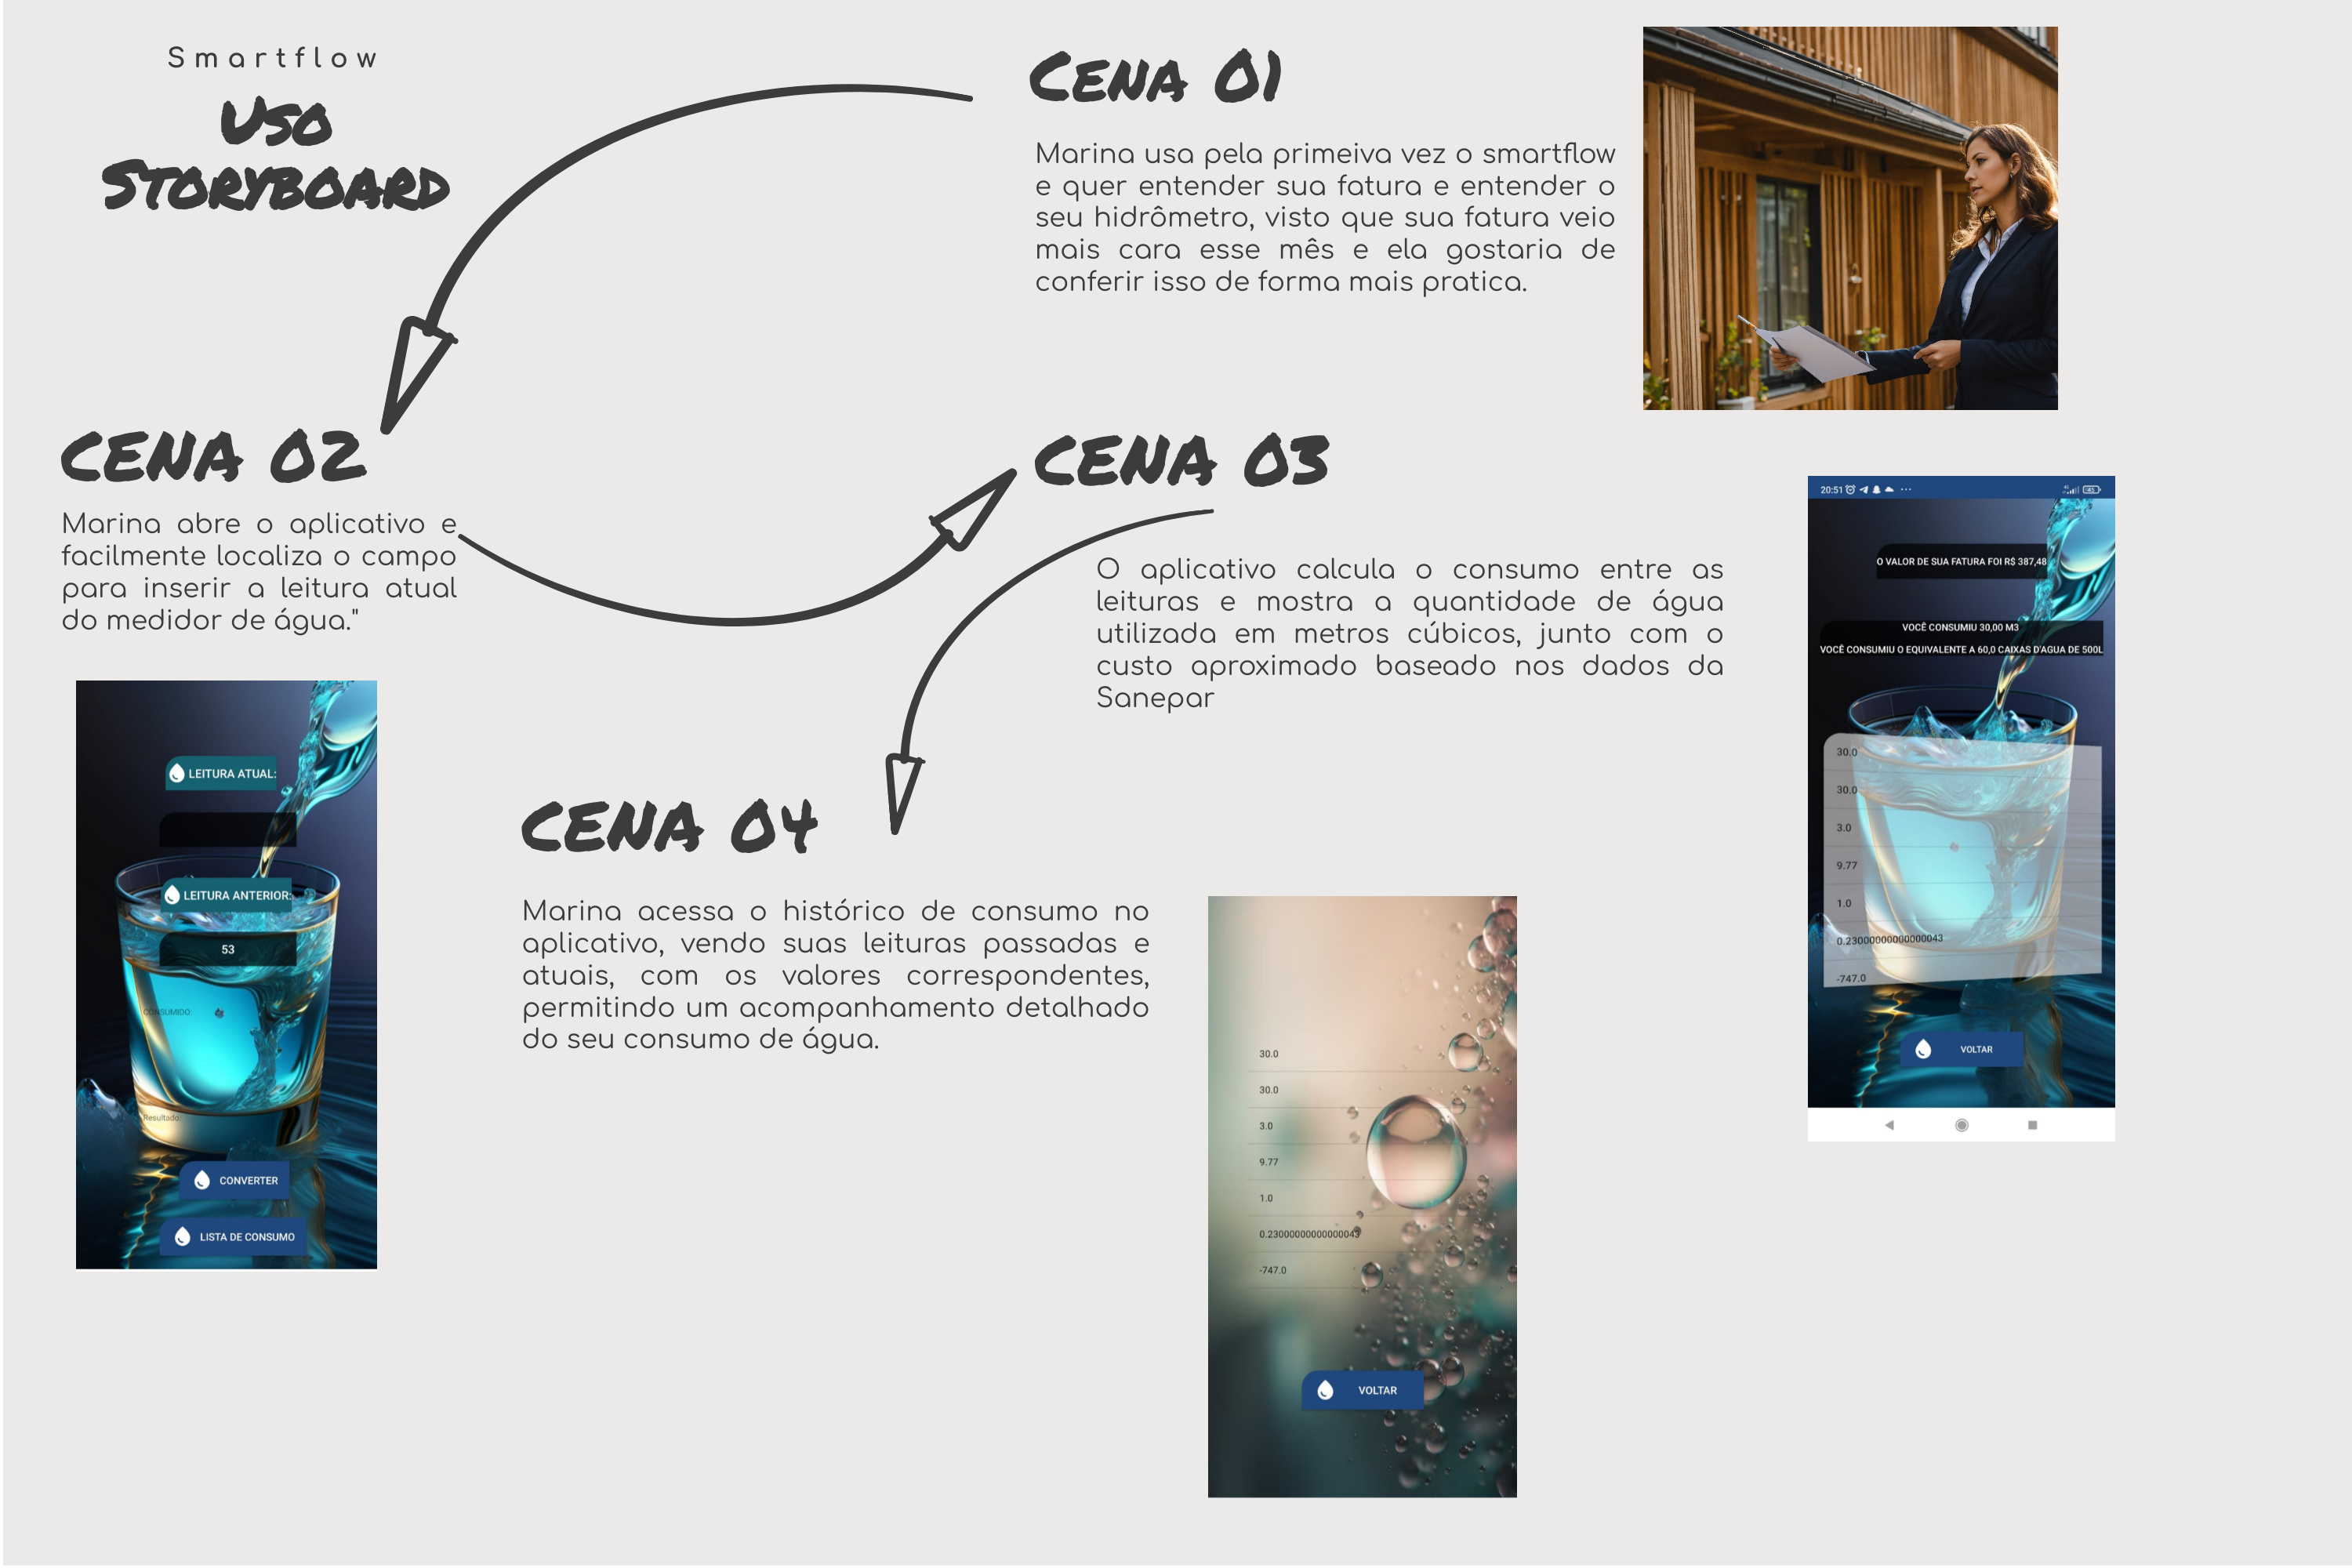 Smartflow
Uso
Storyboard
Cena 01
Marina usa pela primeiva vez o smartflow
e quer entender sua fatura e entender o
seu hidrômetro, visto que sua fatura veio
mais cara esse mês e ela gostaria de
conferir isso de forma mais pratica.
CENA 02
Marina abre o aplicativo e
facilmente localiza o campo
para inserir a leitura atual
do medidor de água."
LEITURA ATUAL:
LEITURA ANTERIOR:
53
CONSUMIDO:
Resultado:
CONVERTER
LISTA DE CONSUMO
CENA 03
O aplicativo calcula o consumo entre as
leituras e mostra a quantidade de água
utilizada em metros cúbicos, junto com o
custo aproximado baseado nos dados da
Sanepar
20:51
O VALOR DE SUA FATURA FOI R$ 387,48
VOCÊ CONSUMIU 30,00 M3
VOCÊ CONSUMIU O EQUIVALENTE A 60,0 CAIXAS D'AGUA DE 500L
30.0
30.0
3.0
9.77
1.0
0.23000000000000043
-747.0
VOLTAR
CENA 04
Marina acessa o histórico de consumo no
aplicativo, vendo suas leituras passadas e
atuais, com os valores correspondentes,
permitindo um acompanhamento detalhado
do seu consumo de água.
30.0
30.0
3.0
9.77
1.0
0.23000000000000043
-747.0
VOLTAR